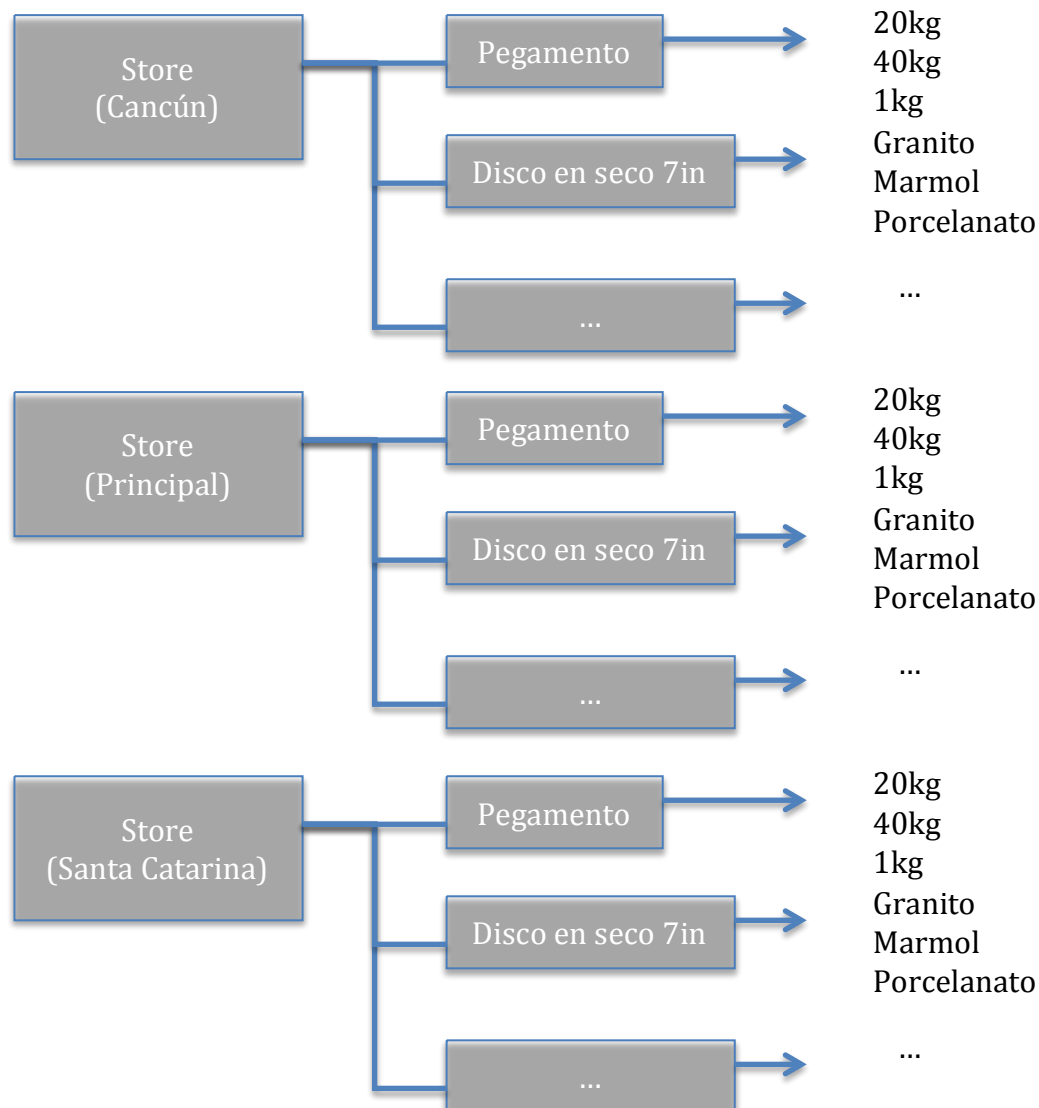 Store
(Cancún)
Pegamento
20kg
40kg
1kg
Disco en seco 7in
Granito
Marmol
Porcelanato
...
...
Store
(Principal)
Pegamento
20kg
40kg
1kg
Disco en seco 7in
Granito
Marmol
Porcelanato
...
...
Store
(Santa Catarina)
Pegamento
20kg
40kg
1kg
Disco en seco 7in
Granito
Marmol
Porcelanato
...
...